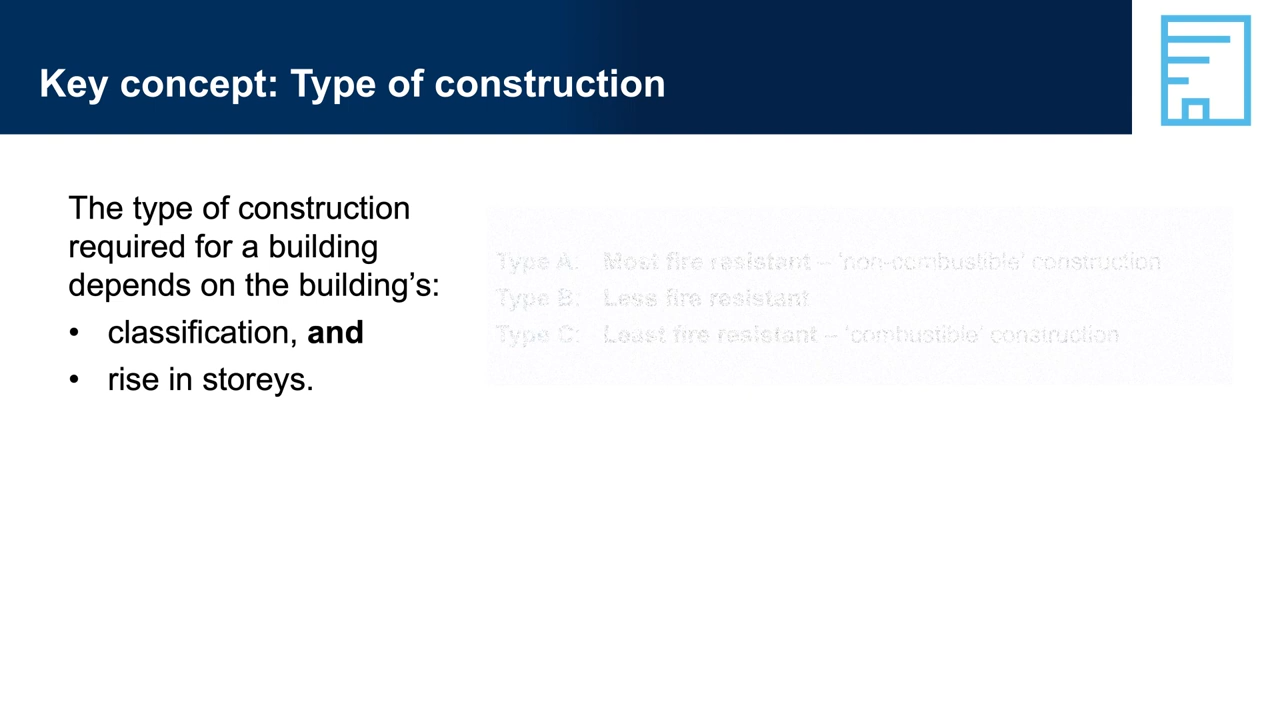 Key concept: Type of construction
The type of construction
required for a building
depends on the building’s:
• classification, and
• rise in storeys.
Type A: Most fire resistant – ‘non-combustible’ construction
Type B: Less fire resistant
Type C: Least fire resistant – ‘combustible’ construction